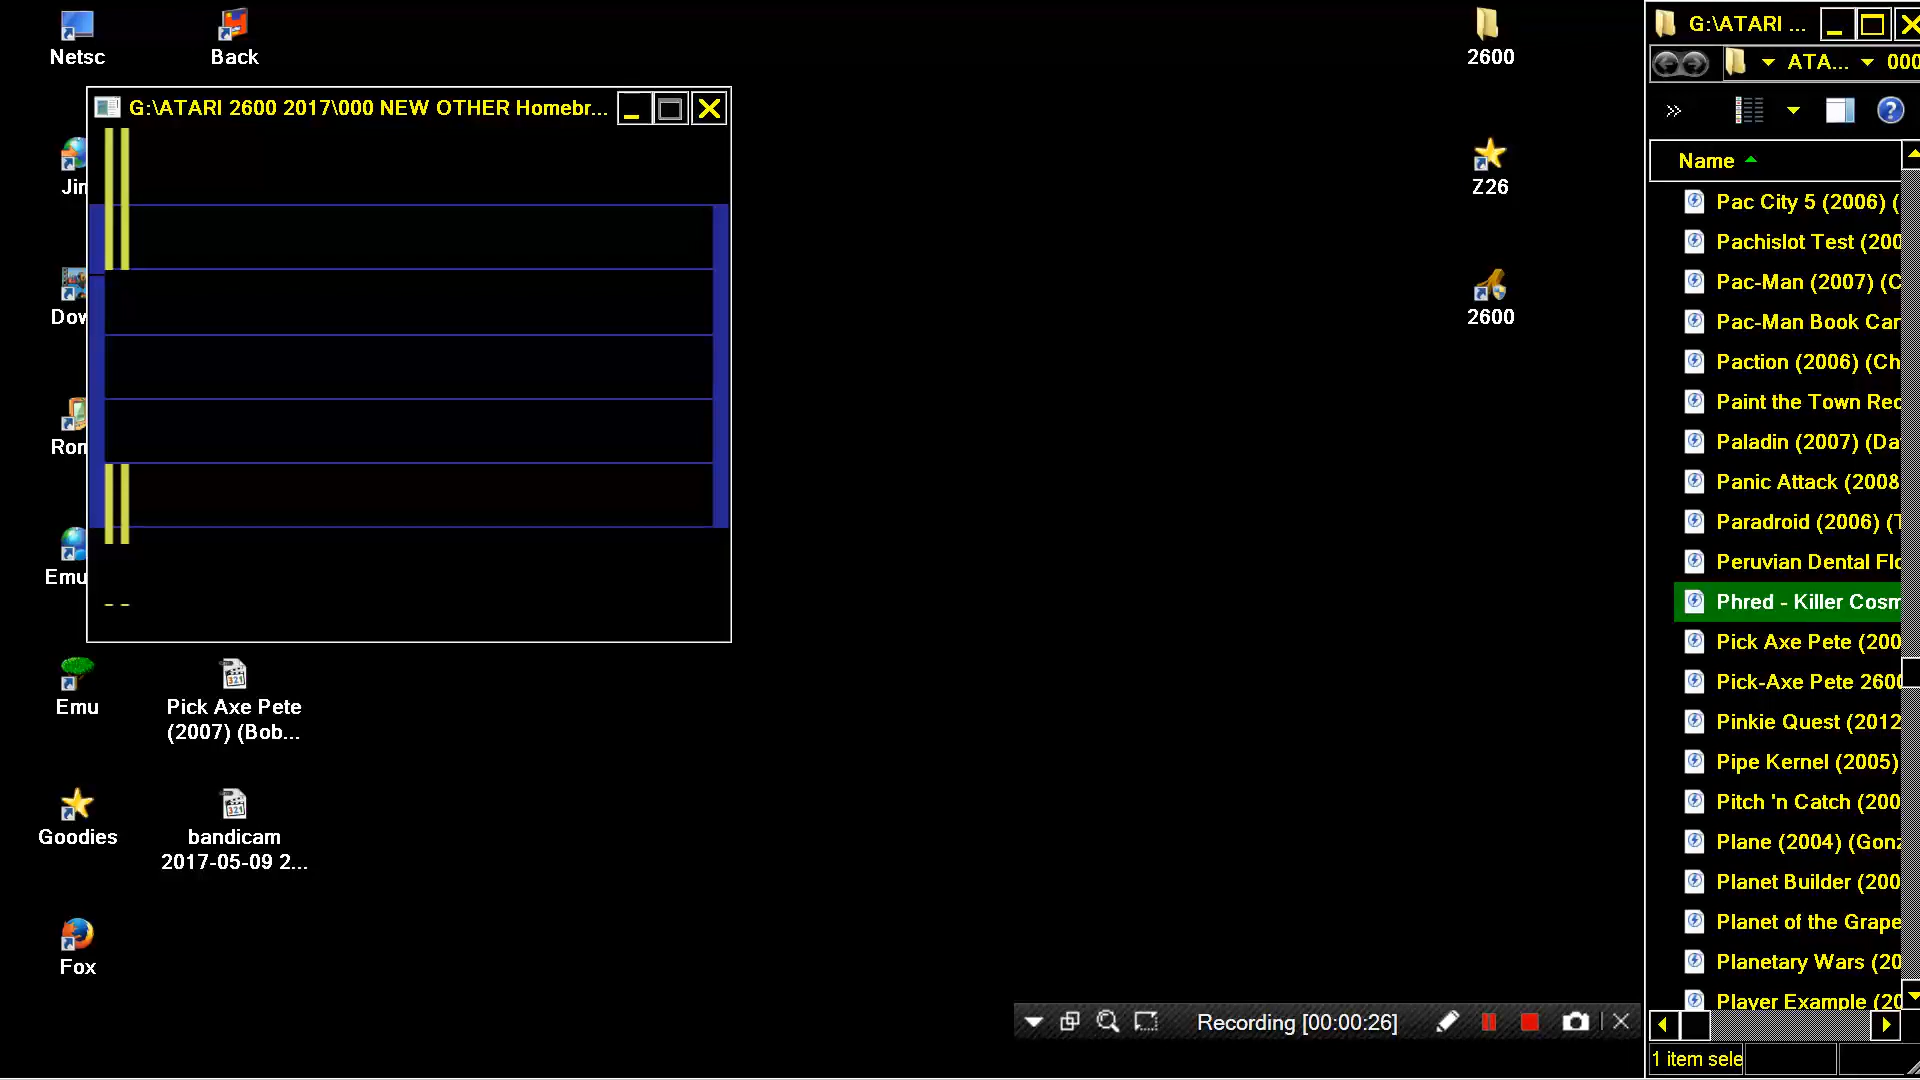 Netsc
Back
2600
G:\ATARI ...
ATA...
000
G:\ATARI 2600 2017\000 NEW OTHER Homebr...
»
Name
Jin
Z26
Dow
2600
Ron
Emu
Emu
Pick Axe Pete
(2007) (Bob...
Goodies
bandicam
2017-05-09 2...
Fox
Pac City 5 (2006) (
Pachislot Test (200
Pac-Man (2007) (C
Pac-Man Book Car
Paction (2006) (Ch
Paint the Town Red
Paladin (2007) (Da
Panic Attack (2008
Paradroid (2006) (T
Peruvian Dental Flo
Phred - Killer Cosm
Pick Axe Pete (200
Pick-Axe Pete 2600
Pinkie Quest (2012
Pipe Kernel (2005)
Pitch 'n Catch (200
Plane (2004) (Gonz
Planet Builder (200
Planet of the Grape
Planetary Wars (20
Player Example (20
Recording [00:00:26]
1 item sele